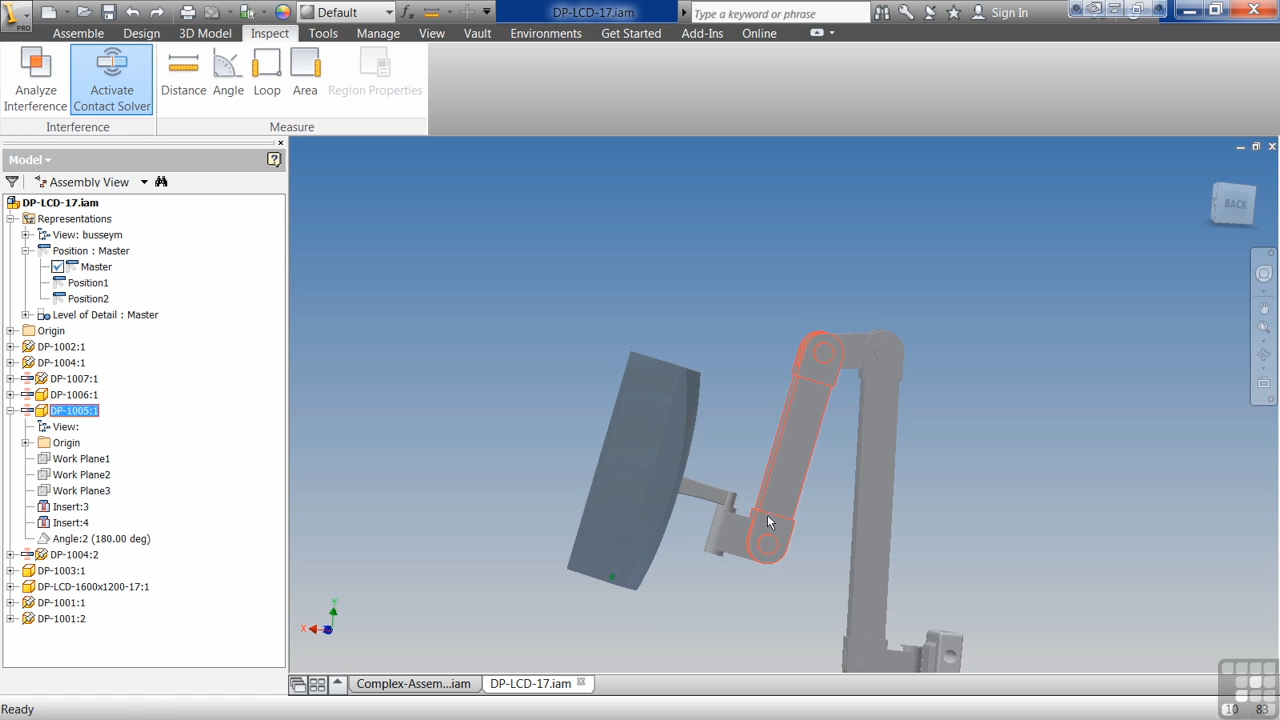 PRO
Default
DP-LCD-17.iam
Type a keyword or phrase
Sign In
Assemble
Design
3D Model
Inspect
Tools
Manage
View
Vault
Environments
Get Started
Add-Ins
Online
Analyze
Interference
Activate
Contact Solver
Distance
Angle
Loop
Area
Region Properties
Interference
Measure
Model
Assembly View
DP-LCD-17.iam
Representations
View: busseym
Position : Master
Master
Position1
Position2
Level of Detail : Master
Origin
DP-1002:1
DP-1004:1
DP-1007:1
DP-1006:1
DP-1005:1
View:
Origin
Work Plane1
Work Plane2
Work Plane3
Insert:3
Insert:4
Angle:2 (180.00 deg)
DP-1004:2
DP-1003:1
DP-LCD-1600x1200-17:1
DP-1001:1
DP-1001:2
BACK
Y
X
Complex-Assem...iam
DP-LCD-17.iam
Ready
10 83